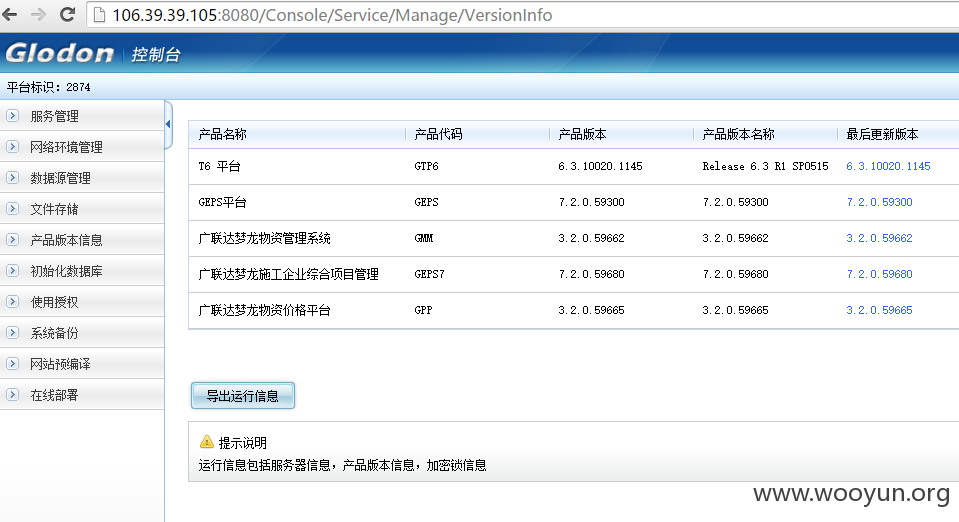 106.39.39.105:8080/Console/Service/Manage/VersionInfo
Glodon 控制台
平台标识：2874
服务管理
网络环境管理
数据源管理
文件存储
产品版本信息
初始化数据库
使用授权
系统备份
网站预编译
在线部署
产品名称 产品代码 产品版本 产品版本名称 最后更新版本
T6 平台 GTP6 6.3.10020.1145 Release 6.3 R1 SP0515 6.3.10020.1145
GEPS平台 GEPS 7.2.0.59300 7.2.0.59300 7.2.0.59300
广联达梦龙物资管理系统 GMM 3.2.0.59662 3.2.0.59662 3.2.0.59662
广联达梦龙施工企业综合项目管理 GEPS7 7.2.0.59680 7.2.0.59680 7.2.0.59680
广联达梦龙物资价格平台 GPP 3.2.0.59665 3.2.0.59665 3.2.0.59665
导出运行信息
提示说明
运行信息包括服务器信息，产品版本信息，加密锁信息
www.wooyun.org